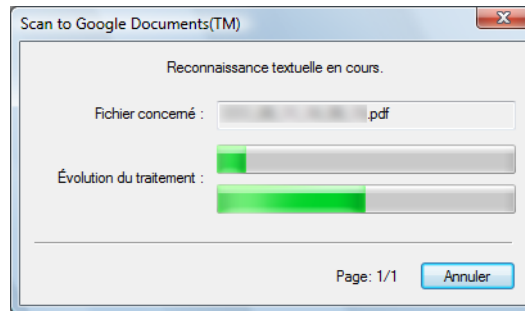 Scan to Google Documents(TM)
Reconnaissance textuelle en cours.
Fichier concerné : .pdf
Évolution du traitement :
Page: 1/1 Annuler